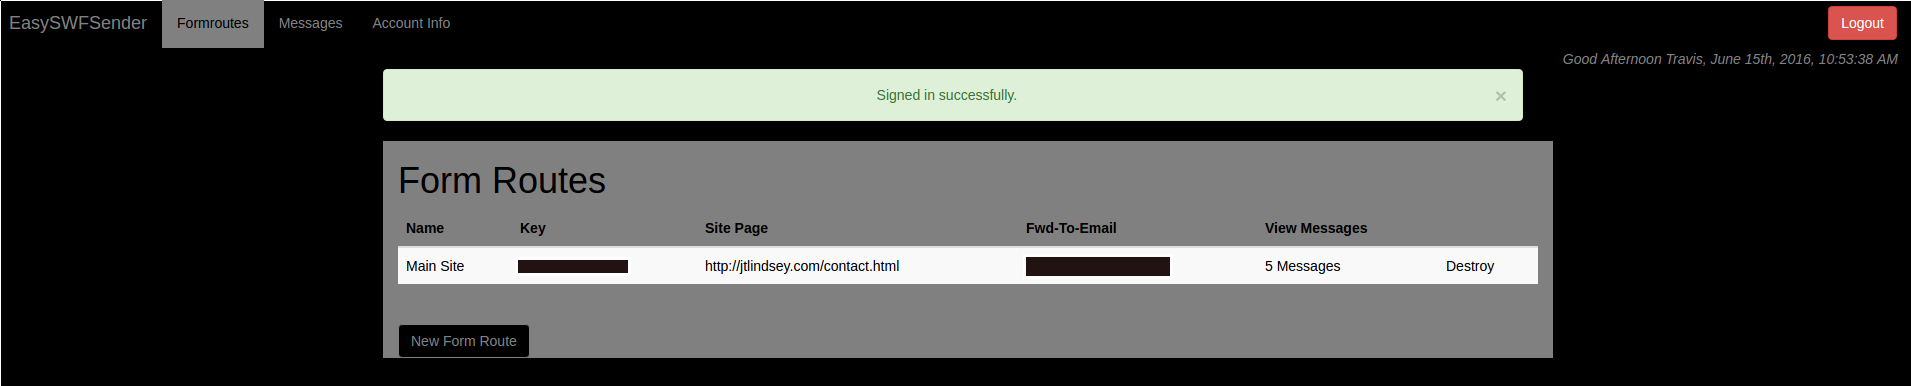 EasySWFSender Formroutes Messages Account Info Logout
Good Afternoon Travis, June 15th, 2016, 10:53:38 AM
Signed in successfully. ×
Form Routes
Name Key Site Page Fwd-To-Email View Messages
Main Site http://jtlindsey.com/contact.html 5 Messages Destroy
New Form Route